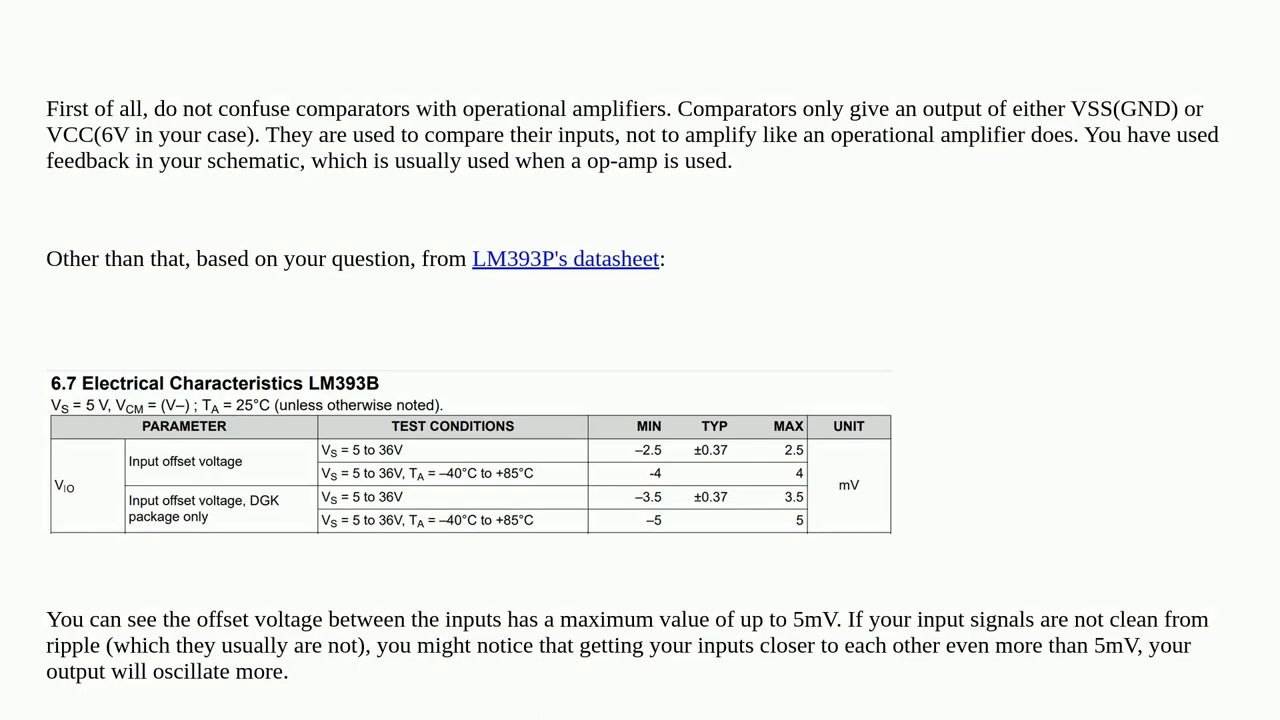 First of all, do not confuse comparators with operational amplifiers. Comparators only give an output of either VSS(GND) or
VCC(6V in your case). They are used to compare their inputs, not to amplify like an operational amplifier does. You have used
feedback in your schematic, which is usually used when a op-amp is used.
Other than that, based on your question, from LM393P's datasheet:
6.7 Electrical Characteristics LM393B
VS = 5 V, VCM = (V–) ; TA = 25°C (unless otherwise noted).
PARAMETER TEST CONDITIONS MIN TYP MAX UNIT
VIO Input offset voltage VS = 5 to 36V –2.5 ±0.37 2.5 mV
VS = 5 to 36V, TA = –40°C to +85°C -4 4
Input offset voltage, DGK package only VS = 5 to 36V –3.5 ±0.37 3.5
VS = 5 to 36V, TA = –40°C to +85°C –5 5
You can see the offset voltage between the inputs has a maximum value of up to 5mV. If your input signals are not clean from
ripple (which they usually are not), you might notice that getting your inputs closer to each other even more than 5mV, your
output will oscillate more.